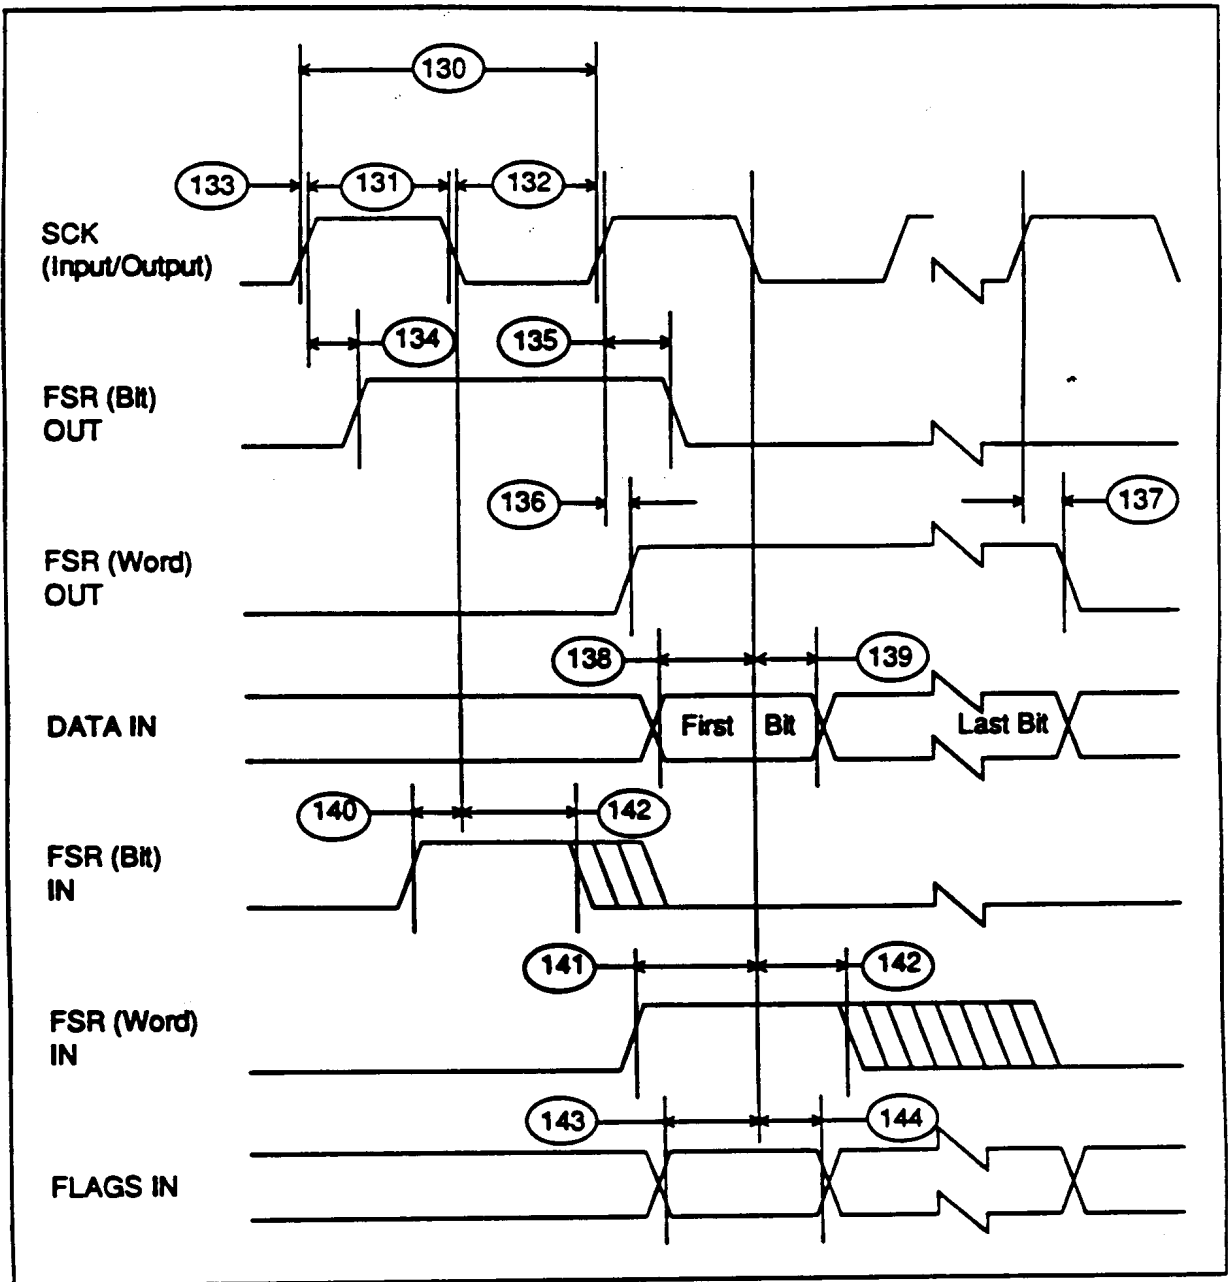 130
133
131
132
SCK
(Input/Output)
134
135
FSR (Bit)
OUT
136
137
FSR (Word)
OUT
138
139
DATA IN
First Bit
Last Bit
140
142
FSR (Bit)
IN
141
142
FSR (Word)
IN
143
144
FLAGS IN